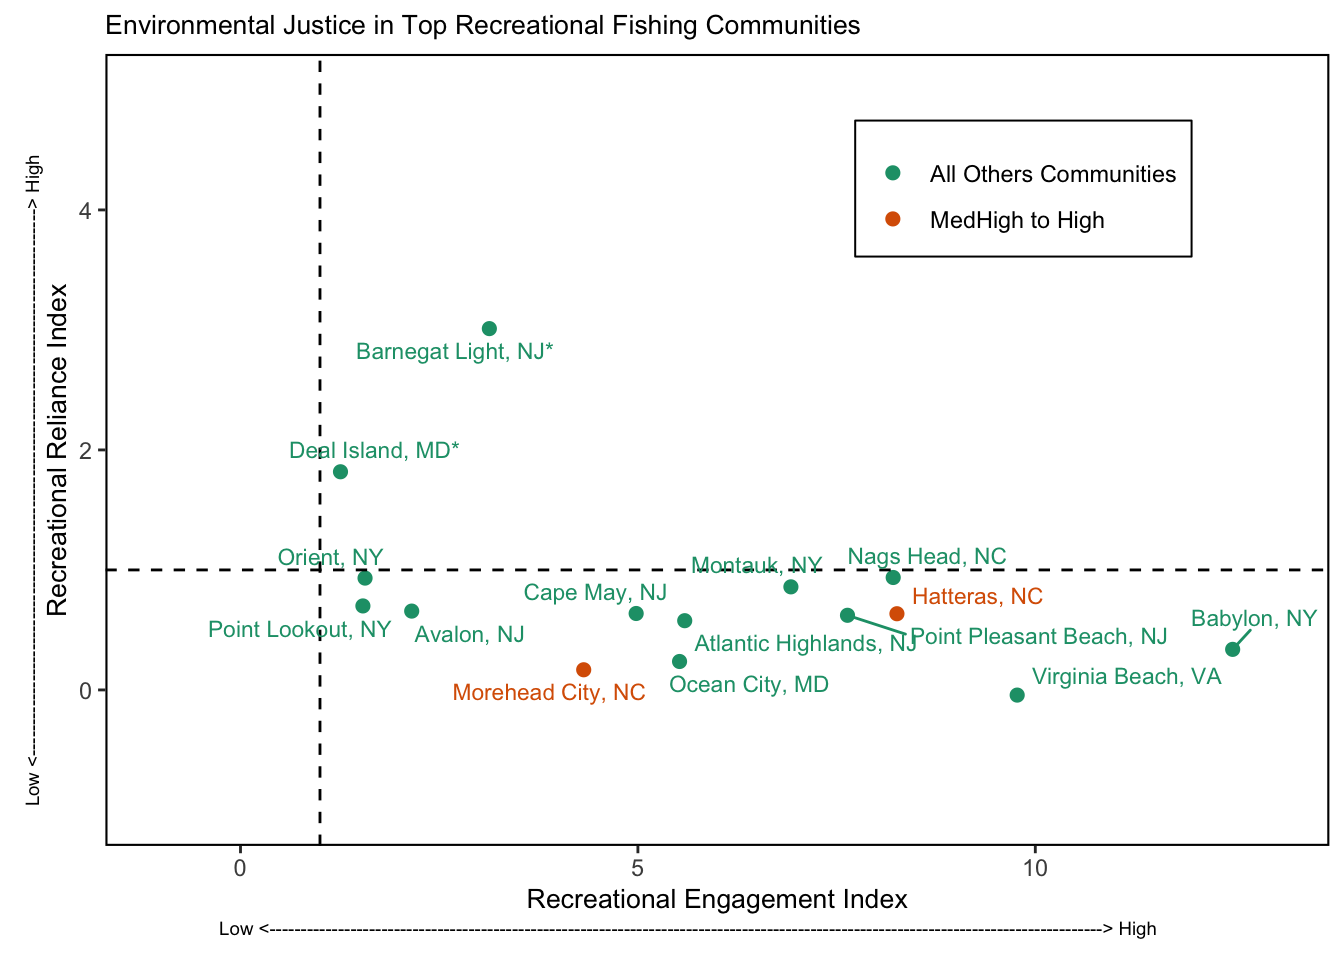 Environmental Justice in Top Recreational Fishing Communities
All Others Communities
MedHigh to High
Low <---------------------------------------------------------------------------------> High
Recreational Reliance Index
4
2
0
Barnegat Light, NJ*
Deal Island, MD*
Orient, NY
Montauk, NY
Nags Head, NC
Cape May, NJ
Hatteras, NC
Babylon, NY
Point Lookout, NY
Avalon, NJ
Atlantic Highlands, NJ
Point Pleasant Beach, NJ
Virginia Beach, VA
Ocean City, MD
Morehead City, NC
0
5
10
Recreational Engagement Index
Low <---------------------------------------------------------------------------------------------------------------------------------------> High